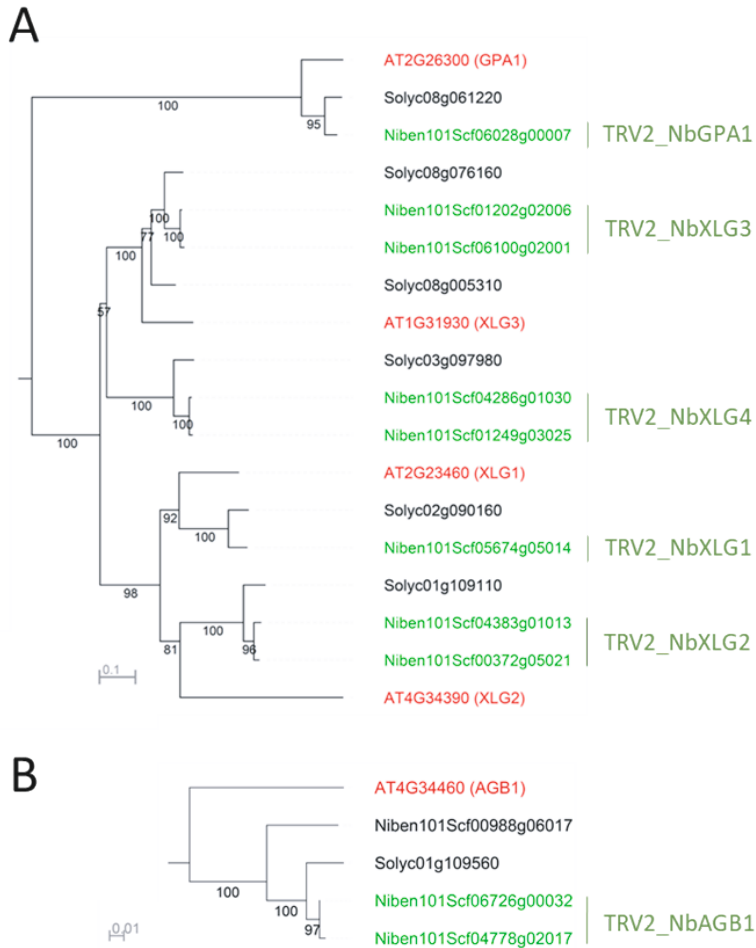 A
AT2G26300 (GPA1)
100
Solyc08g061220
95
Niben101Scf06028g00007
TRV2_NbGPA1
Solyc08g076160
100
Niben101Scf01202g02006
77
100
TRV2_NbXLG3
100
Niben101Scf06100g02001
Solyc08g005310
57
AT1G31930 (XLG3)
Solyc03g097980
100
Niben101Scf04286g01030
TRV2_NbXLG4
100
100
Niben101Scf01249g03025
AT2G23460 (XLG1)
92
Solyc02g090160
100
Niben101Scf05674g05014
TRV2_NbXLG1
98
Solyc01g109110
100
Niben101Scf04383g01013
81
96
TRV2_NbXLG2
Niben101Scf00372g05021
0.1
AT4G34390 (XLG2)
B
AT4G34460 (AGB1)
Niben101Scf00988g06017
Solyc01g109560
100
100
Niben101Scf06726g00032
TRV2_NbAGB1
0.01
97
Niben101Scf04778g02017